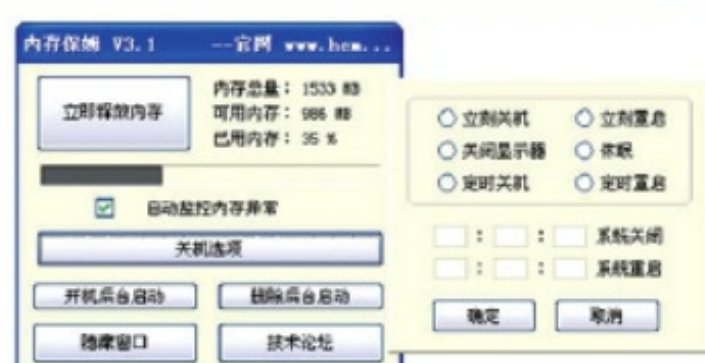 内存保姆 V3.1 --官网 www.hcm...
立即释放内存
内存总量： 1533 MB
可用内存： 986 MB
已用内存： 35 %
自动监控内存异常
关机选项
开机后台启动
删除后台启动
隐藏窗口
技术论坛
立刻关机
立刻重启
关闭显示器
休眠
定时关机
定时重启
: : 系统关闭
: : 系统重启
确定
取消